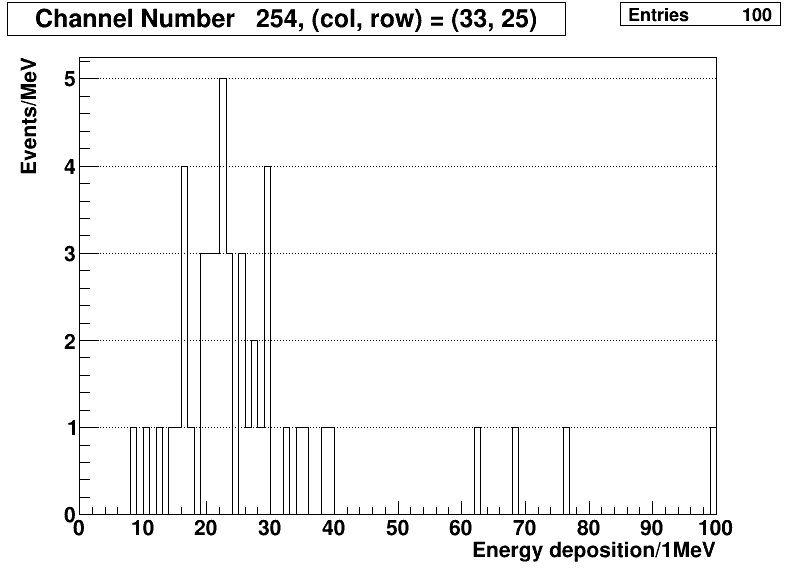 Channel Number 254, (col, row) = (33, 25)
Entries 100
Events/MeV
5
4
3
2
1
0
0 10 20 30 40 50 60 70 80 90 100
Energy deposition/1MeV